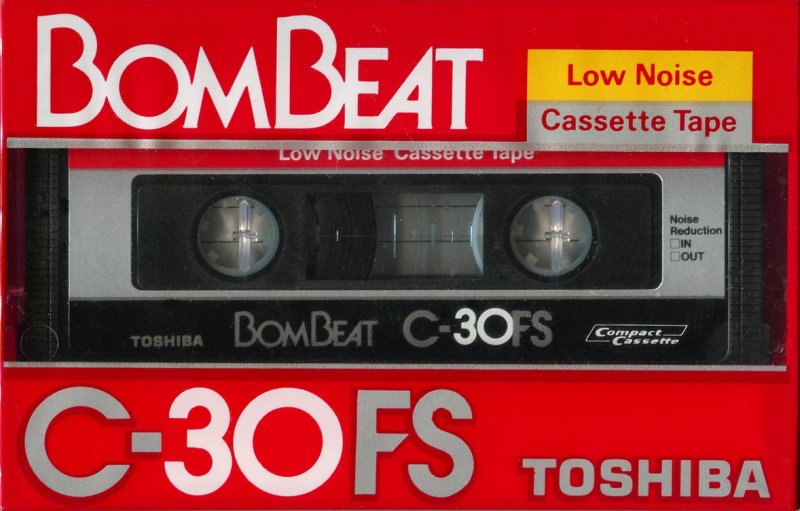 BOMBEAT
Low Noise
Cassette Tape
Low Noise Cassette Tape
Noise
Reduction
IN
OUT
TOSHIBA BOMBEAT C-30FS Compact
Cassette
C-30FS TOSHIBA